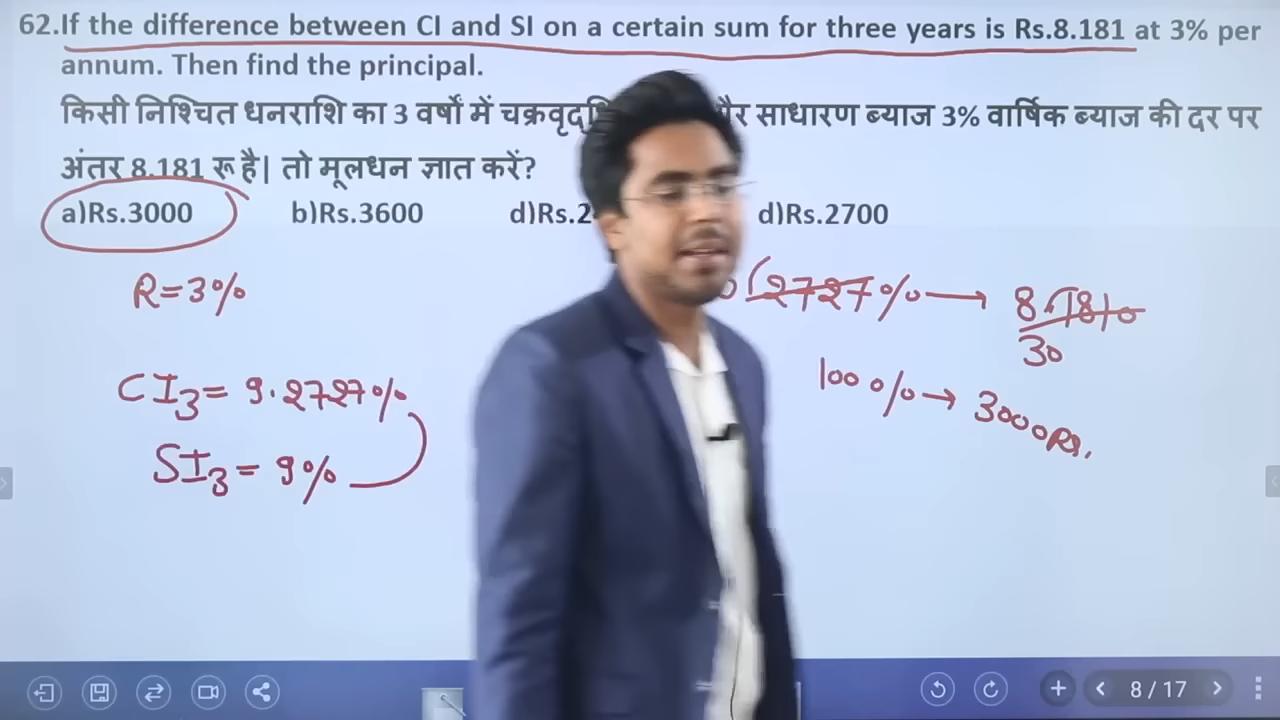 62.If the difference between CI and SI on a certain sum for three years is Rs.8.181 at 3% per
annum. Then find the principal.
किसी निश्चित धनराशि का 3 वर्षों में और साधारण ब्याज 3% वार्षिक ब्याज की दर पर
अंतर 8.181 रू है| तो मूलधन ज्ञात करें?
a)Rs.3000 b)Rs.3600 d)Rs.2 d)Rs.2700
R=3%
2727% → 8.1810
30
CI3= 9.2727%
100% → 3000Rs.
SI3= 9%
8 / 17